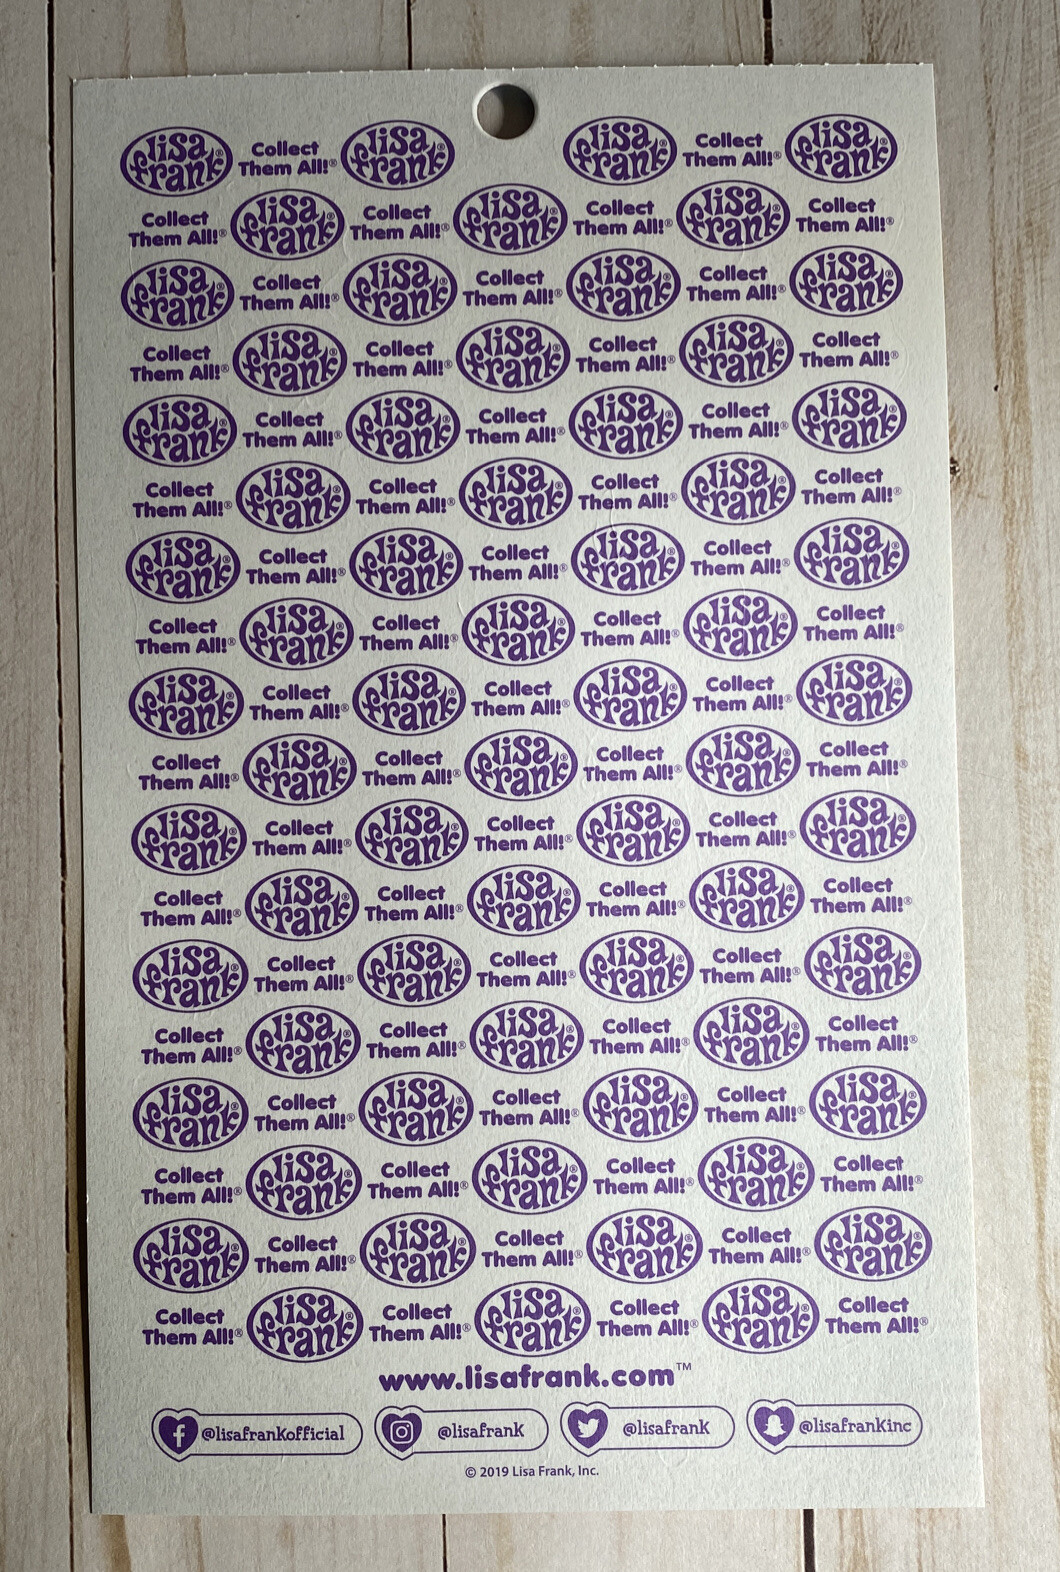 lisa frank® Collect Them All!® lisa frank® lisa frank® Collect Them All!® lisa frank®
Collect Them All!® lisa frank® Collect Them All!® lisa frank® Collect Them All!® lisa frank® Collect Them All!®
lisa frank® Collect Them All!® lisa frank® Collect Them All!® lisa frank® Collect Them All!® lisa frank®
Collect Them All!® lisa frank® Collect Them All!® lisa frank® Collect Them All!® lisa frank® Collect Them All!®
lisa frank® Collect Them All!® lisa frank® Collect Them All!® lisa frank® Collect Them All!® lisa frank®
Collect Them All!® lisa frank® Collect Them All!® lisa frank® Collect Them All!® lisa frank® Collect Them All!®
lisa frank® Collect Them All!® lisa frank® Collect Them All!® lisa frank® Collect Them All!® lisa frank®
Collect Them All!® lisa frank® Collect Them All!® lisa frank® Collect Them All!® lisa frank® Collect Them All!®
lisa frank® Collect Them All!® lisa frank® Collect Them All!® lisa frank® Collect Them All!® lisa frank®
Collect Them All!® lisa frank® Collect Them All!® lisa frank® Collect Them All!® lisa frank® Collect Them All!®
lisa frank® Collect Them All!® lisa frank® Collect Them All!® lisa frank® Collect Them All!® lisa frank®
Collect Them All!® lisa frank® Collect Them All!® lisa frank® Collect Them All!® lisa frank® Collect Them All!®
lisa frank® Collect Them All!® lisa frank® Collect Them All!® lisa frank® Collect Them All!® lisa frank®
Collect Them All!® lisa frank® Collect Them All!® lisa frank® Collect Them All!® lisa frank® Collect Them All!®
lisa frank® Collect Them All!® lisa frank® Collect Them All!® lisa frank® Collect Them All!® lisa frank®
Collect Them All!® lisa frank® Collect Them All!® lisa frank® Collect Them All!® lisa frank® Collect Them All!®
lisa frank® Collect Them All!® lisa frank® Collect Them All!® lisa frank® Collect Them All!® lisa frank®
Collect Them All!® lisa frank® Collect Them All!® lisa frank® Collect Them All!® lisa frank® Collect Them All!®
www.lisafrank.com™
@lisafrankofficial @lisafrank @lisafrank @lisafrankinc
© 2019 Lisa Frank, Inc.